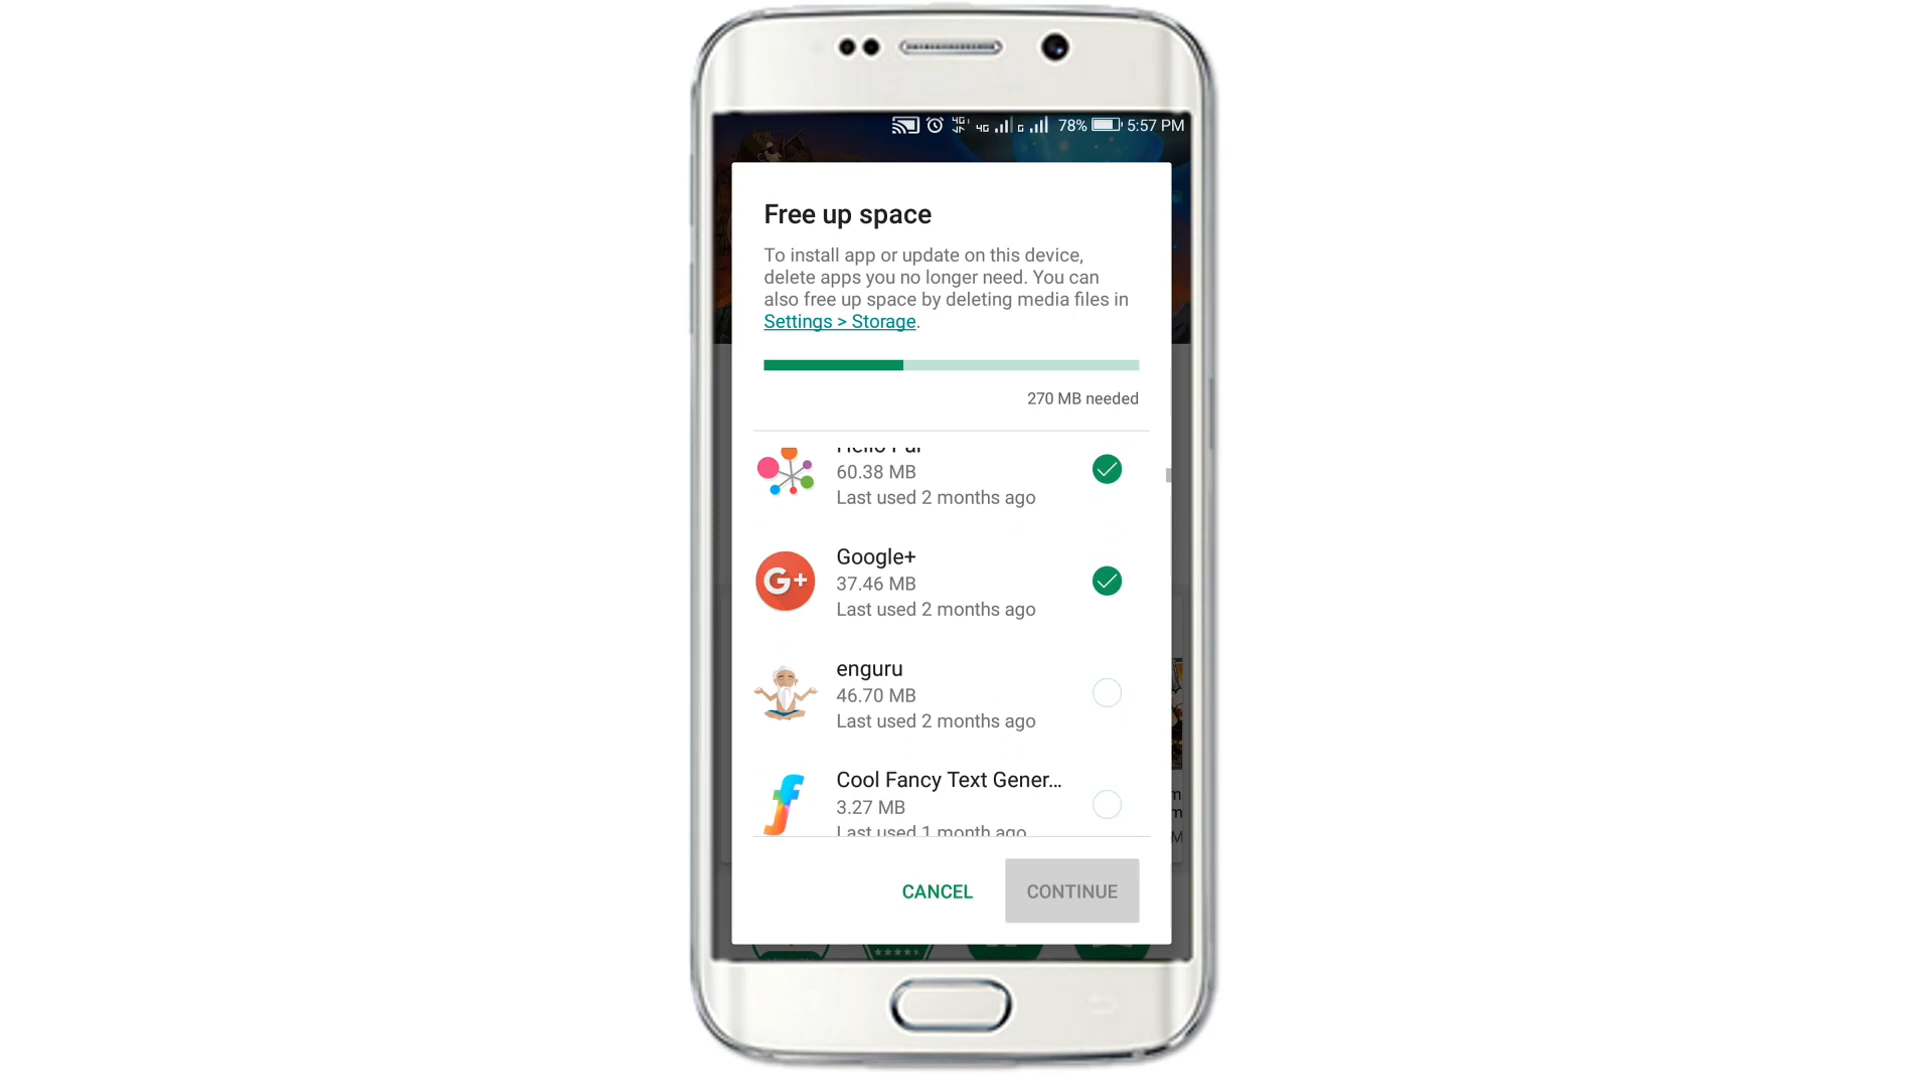 78% 5:57 PM
Free up space
To install app or update on this device,
delete apps you no longer need. You can
also free up space by deleting media files in
Settings > Storage.
270 MB needed
60.38 MB
Last used 2 months ago
G+
Google+
37.46 MB
Last used 2 months ago
enguru
46.70 MB
Last used 2 months ago
Cool Fancy Text Gener...
3.27 MB
Last used 1 month ago
CANCEL
CONTINUE